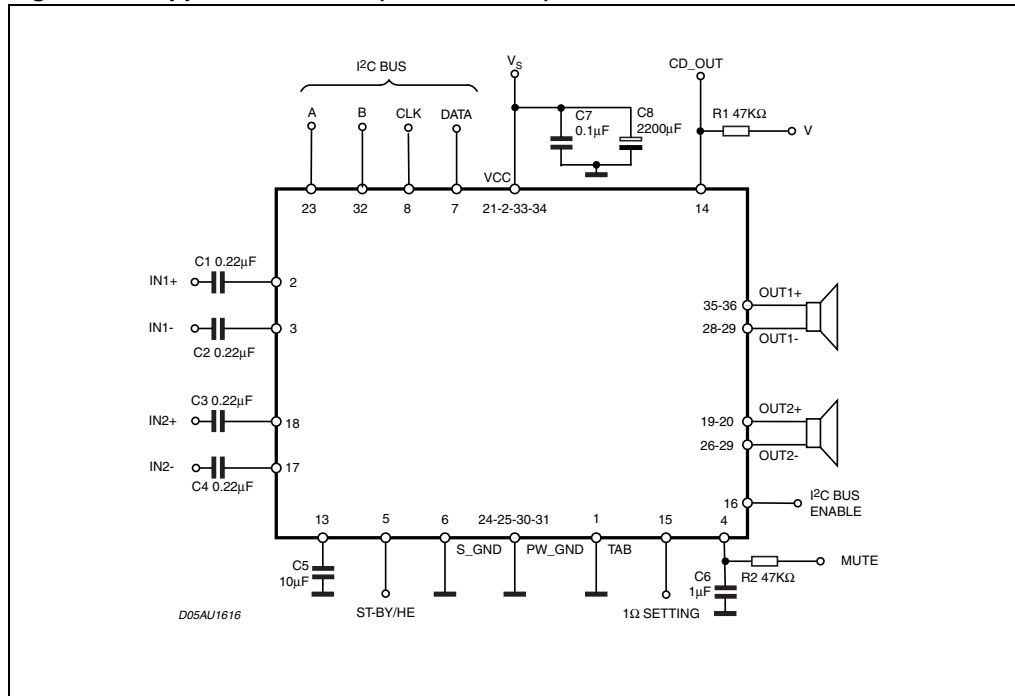 I²C BUS
A
B
CLK
DATA
VS
C7
0.1µF
C8
2200µF
CD_OUT
R1 47KΩ
V
VCC
23
32
8
7
21-2-33-34
14
IN1+
C1 0.22µF
2
IN1-
C2 0.22µF
3
IN2+
C3 0.22µF
18
IN2-
C4 0.22µF
17
35-36
OUT1+
28-29
OUT1-
19-20
OUT2+
26-29
OUT2-
16
I²C BUS
ENABLE
13
5
6
24-25-30-31
1
15
4
S_GND
PW_GND
TAB
C5
10µF
ST-BY/HE
1Ω SETTING
C6
1µF
R2 47KΩ
MUTE
D05AU1616